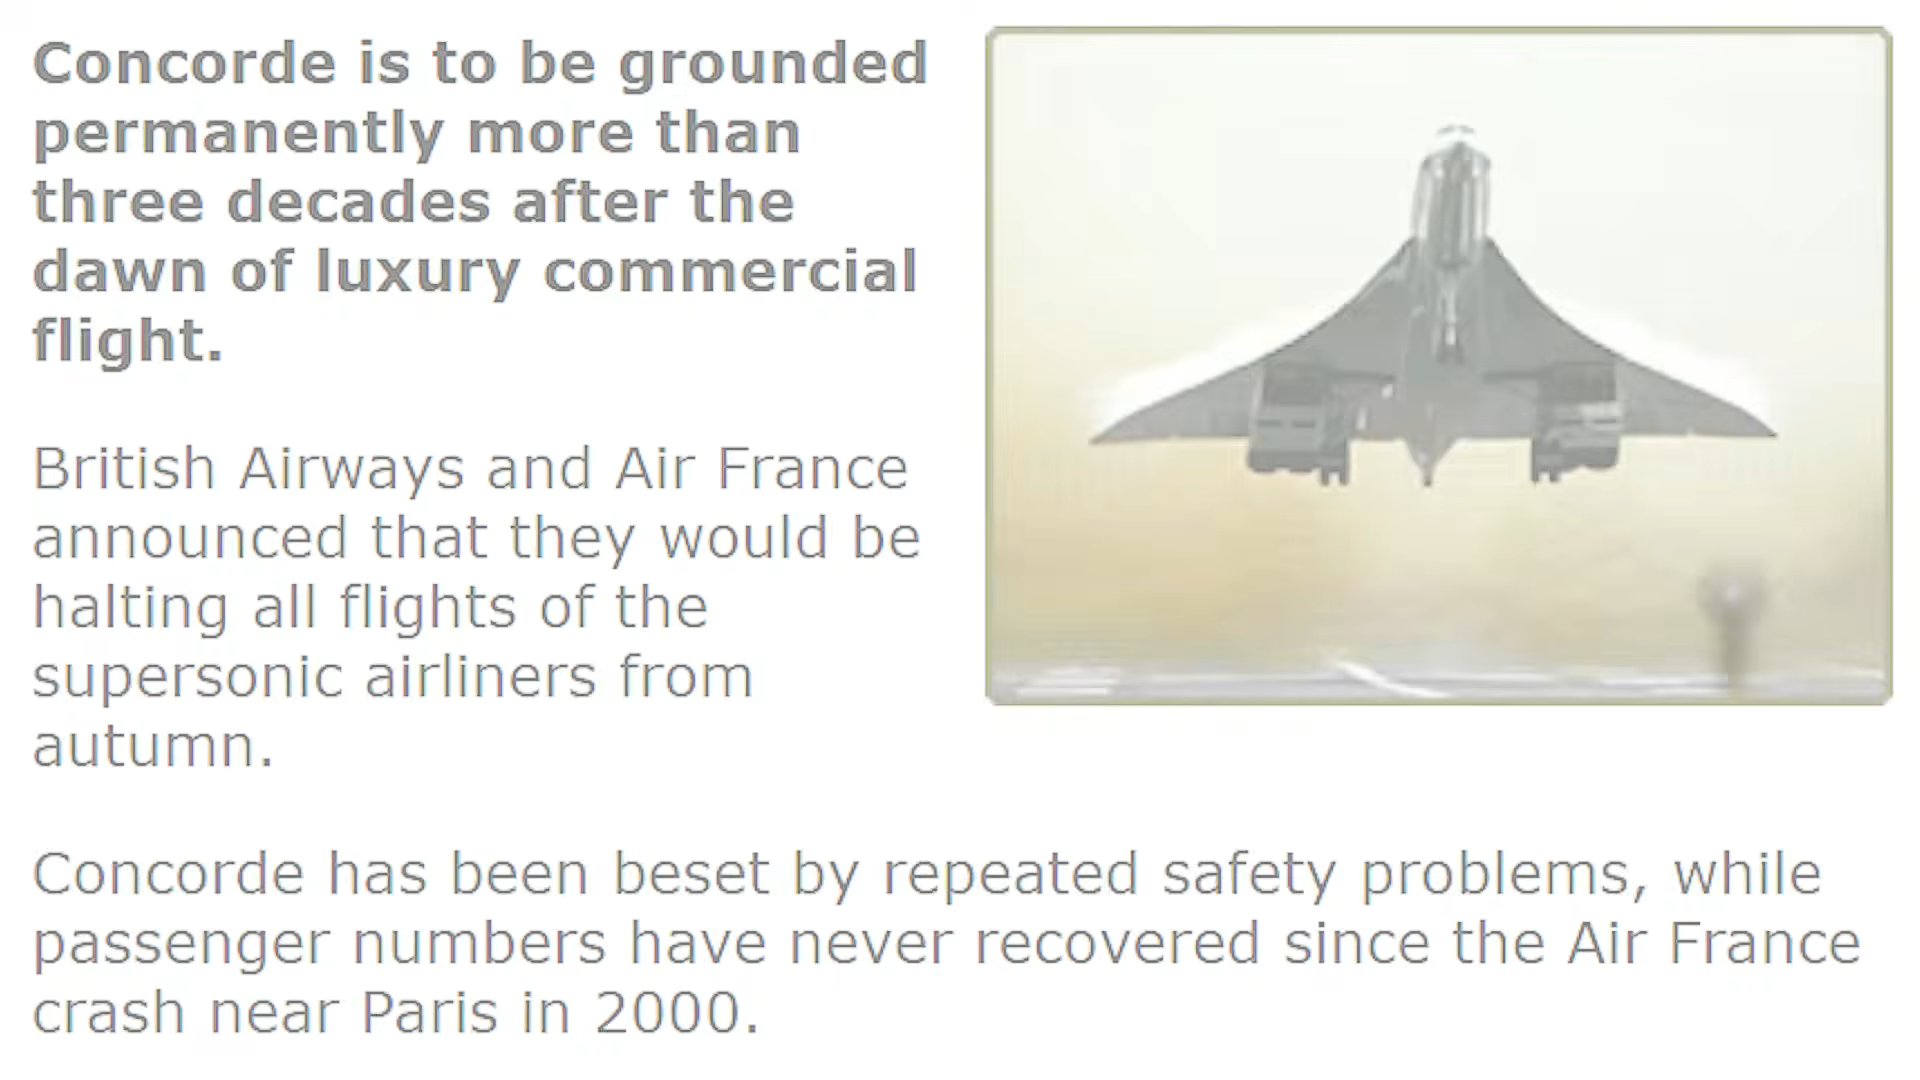 Concorde is to be grounded
permanently more than
three decades after the
dawn of luxury commercial
flight.
British Airways and Air France
announced that they would be
halting all flights of the
supersonic airliners from
autumn.
Concorde has been beset by repeated safety problems, while
passenger numbers have never recovered since the Air France
crash near Paris in 2000.